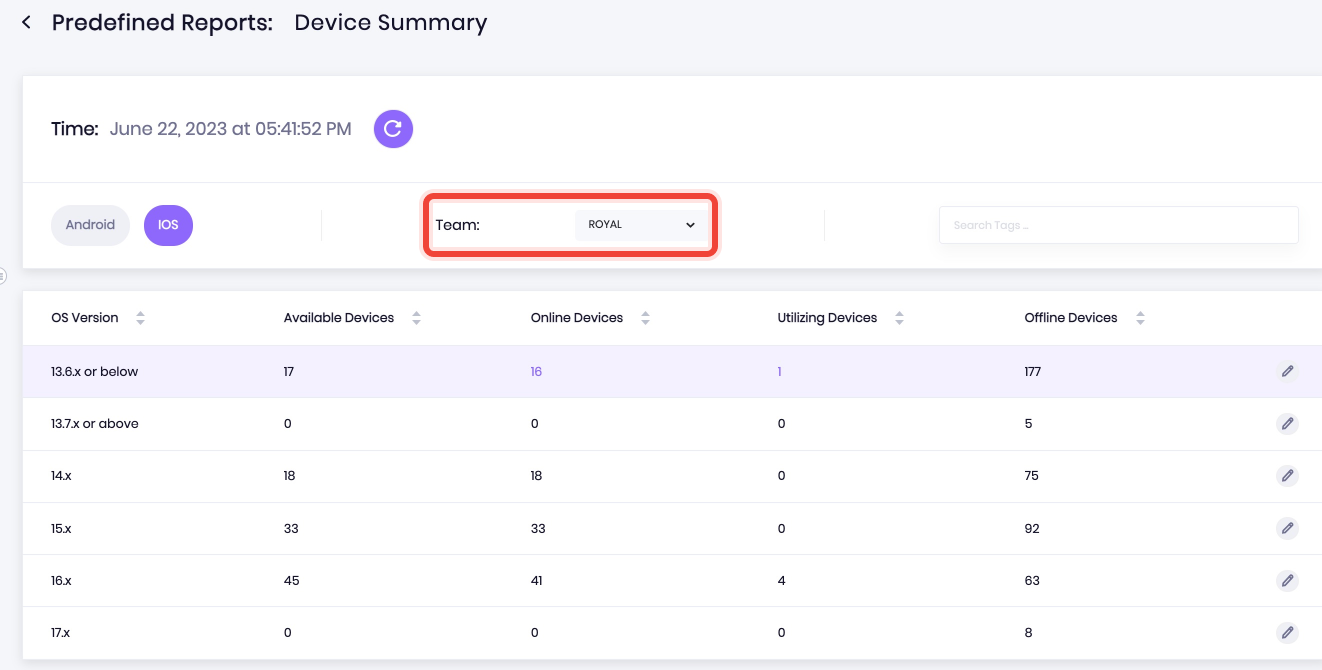 Predefined Reports: Device Summary
Time: June 22, 2023 at 05:41:52 PM
Android IOS Team: ROYAL Search Tags ...
OS Version Available Devices Online Devices Utilizing Devices Offline Devices
13.6.x or below 17 16 1 177
13.7.x or above 0 0 0 5
14.x 18 18 0 75
15.x 33 33 0 92
16.x 45 41 4 63
17.x 0 0 0 8